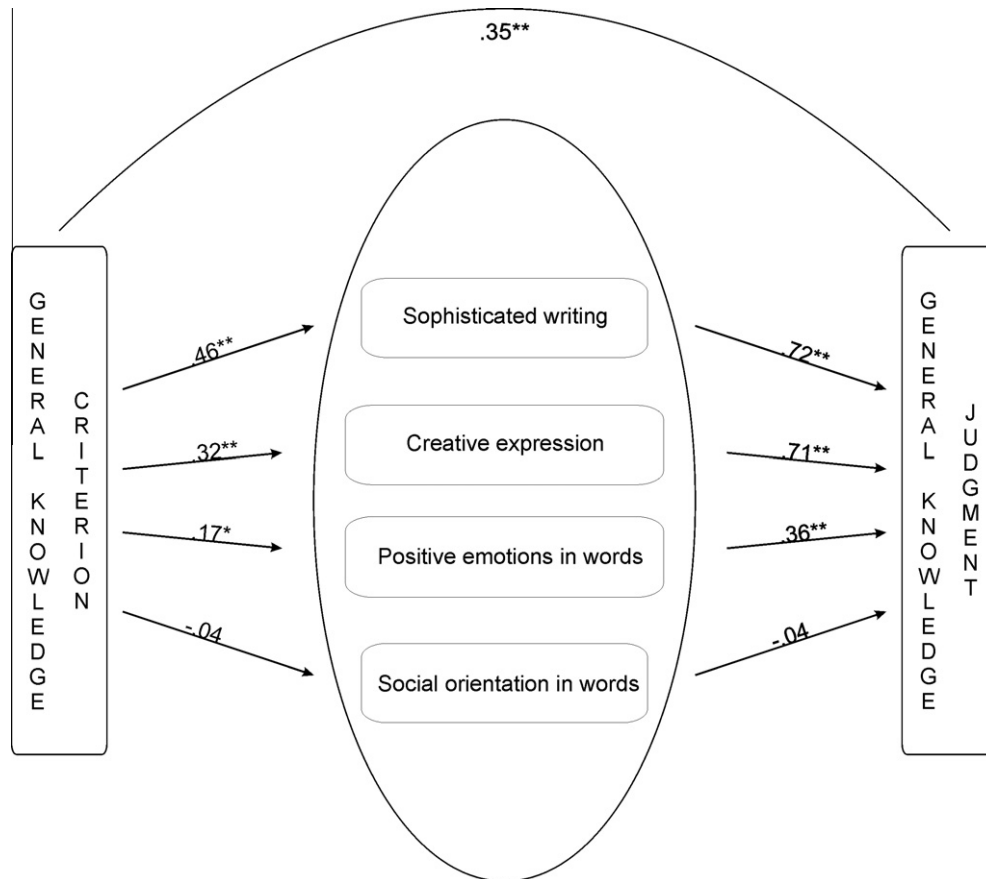 .35**
GENERAL KNOWLEDGE
CRITERION
.46**
.32**
.17*
-.04
Sophisticated writing
Creative expression
Positive emotions in words
Social orientation in words
.72**
.71**
.36**
-.04
GENERAL KNOWLEDGE
JUDGMENT